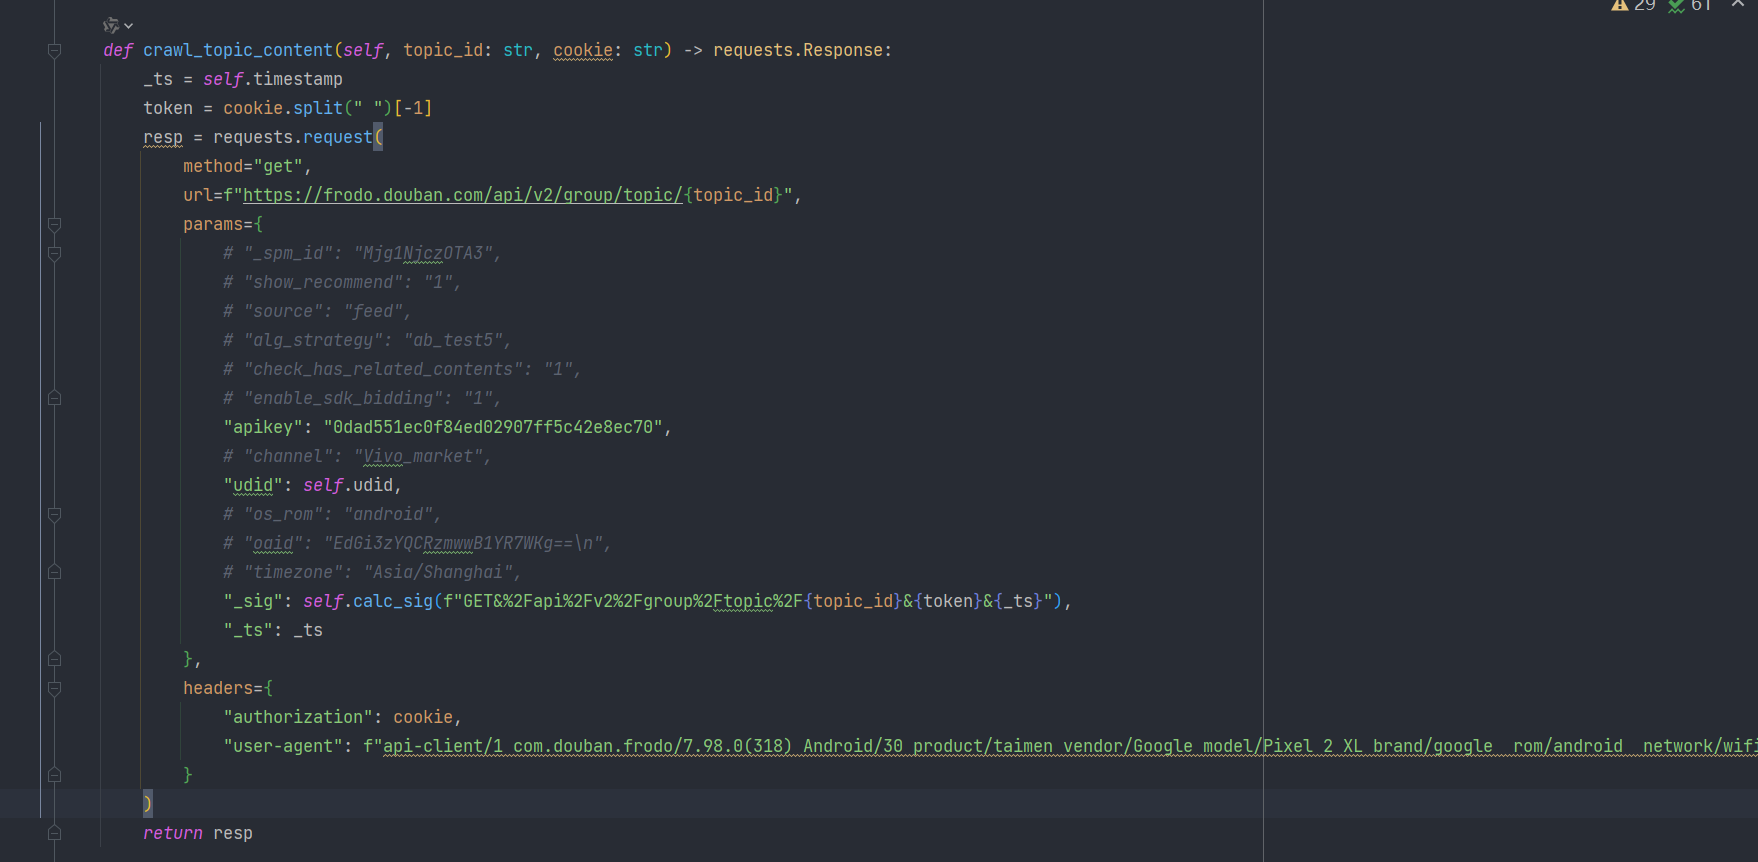 29 61
def crawl_topic_content(self, topic_id: str, cookie: str) -> requests.Response:
_ts = self.timestamp
token = cookie.split(" ")[-1]
resp = requests.request(
method="get",
url=f"https://frodo.douban.com/api/v2/group/topic/{topic_id}",
params={
# "_spm_id": "Mjg1NjczOTA3",
# "show_recommend": "1",
# "source": "feed",
# "alg_strategy": "ab_test5",
# "check_has_related_contents": "1",
# "enable_sdk_bidding": "1",
"apikey": "0dad551ec0f84ed02907ff5c42e8ec70",
# "channel": "Vivo_market",
"udid": self.udid,
# "os_rom": "android",
# "oaid": "EdGi3zYQCRzmwwB1YR7WKg==\n",
# "timezone": "Asia/Shanghai",
"_sig": self.calc_sig(f"GET&%2Fapi%2Fv2%2Fgroup%2Ftopic%2F{topic_id}&{token}&{_ts}"),
"_ts": _ts
},
headers={
"authorization": cookie,
"user-agent": f"api-client/1 com.douban.frodo/7.98.0(318) Android/30 product/taimen vendor/Google model/Pixel 2 XL brand/google  rom/android  network/wifi
}
)
return resp